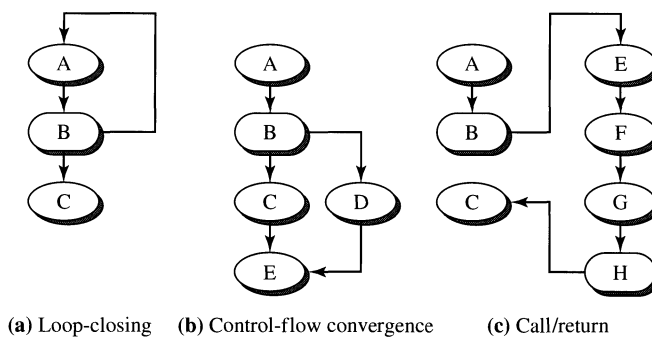 A
B
C
A
B
C
D
E
A
B
C
E
F
G
H
(a) Loop-closing
(b) Control-flow convergence
(c) Call/return